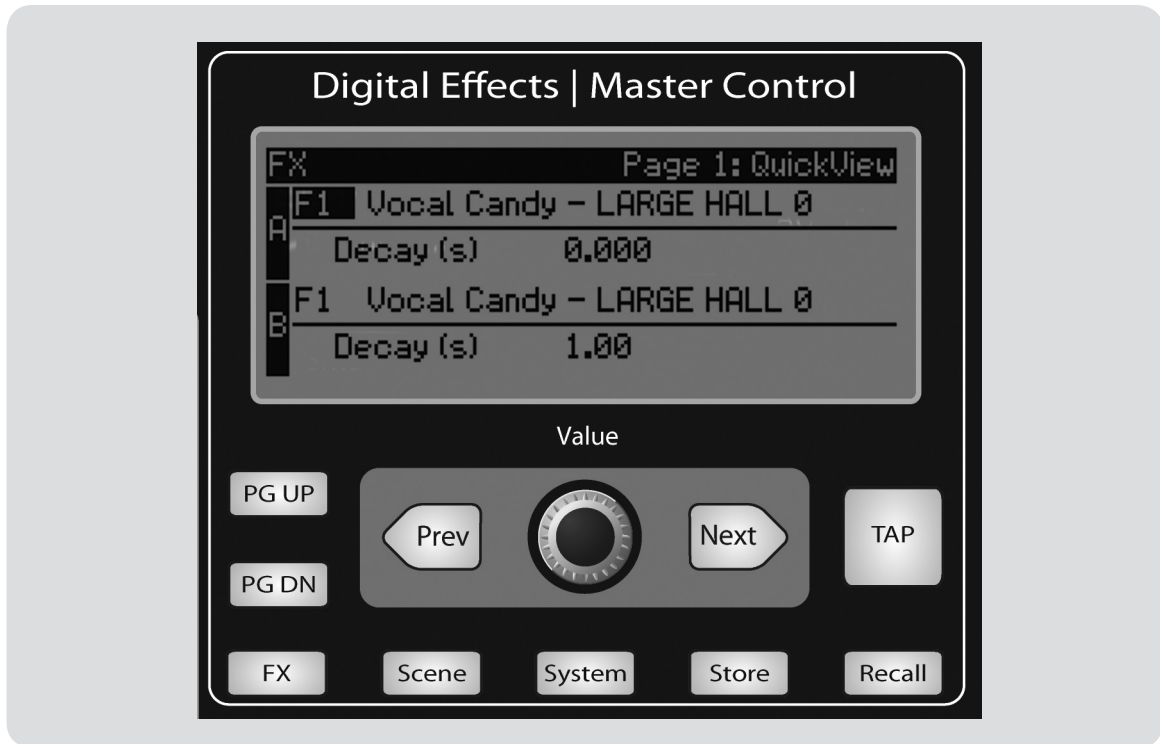 Digital Effects | Master Control
FX Page 1: QuickView
A
F1 Vocal Candy – LARGE HALL 0
Decay (s) 0.000
B
F1 Vocal Candy – LARGE HALL 0
Decay (s) 1.00
Value
PG UP
Prev
Next
TAP
PG DN
FX Scene System Store Recall